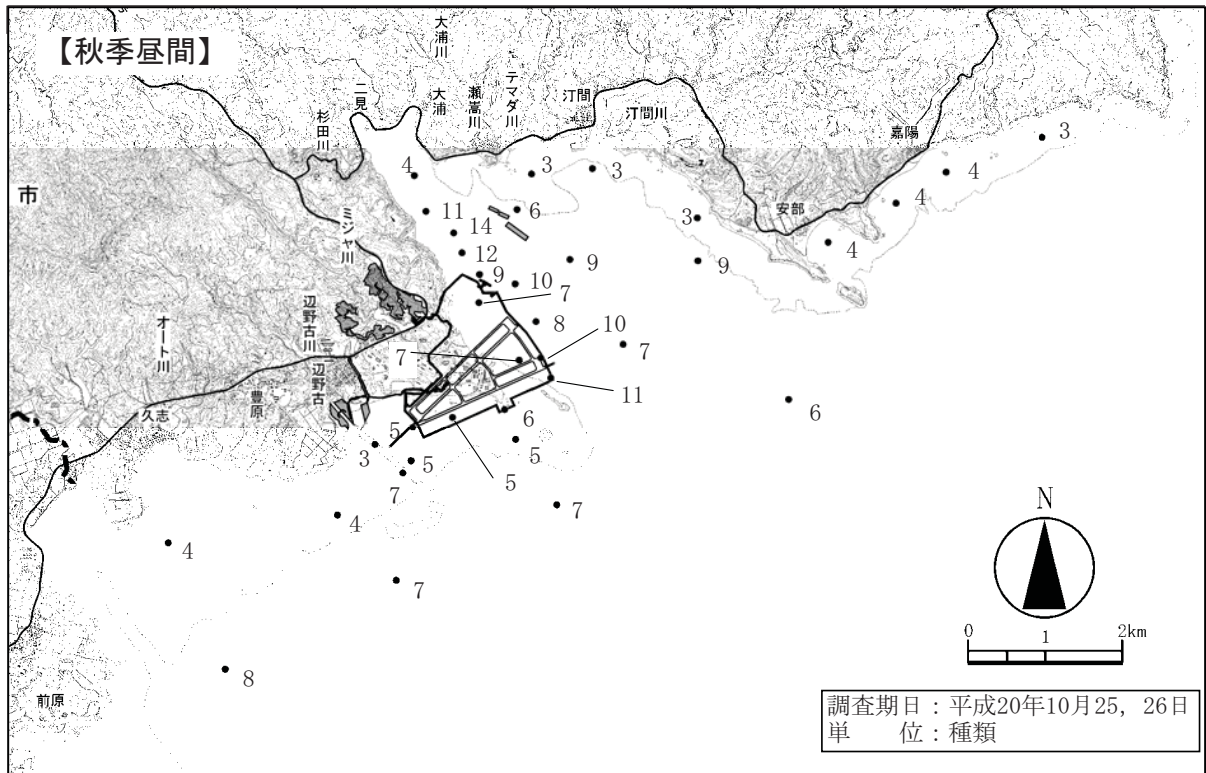 【秋季昼間】
大浦川
二見
大浦
瀬嵩川
テマダ川
汀間
汀間川
嘉陽
杉田川
市
安部
ミジャ川
辺野古川
オート川
辺野古
豊原
久志
前原
3
4
3
3
4
4
11
6
3
14
4
12
9
9
9
10
7
8
10
7
7
11
6
6
5
3
5
5
5
7
7
4
4
7
8
N
0 1 2km
調査期日：平成20年10月25, 26日
単　　位：種類